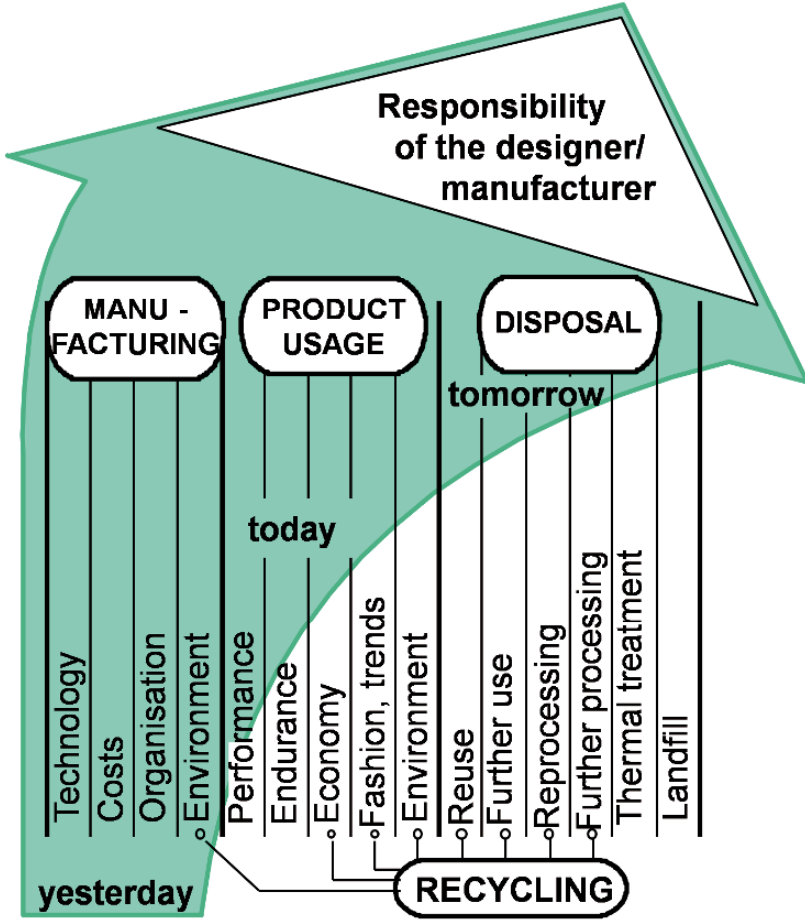 Responsibility
of the designer/
manufacturer
MANU -
FACTURING
PRODUCT
USAGE
DISPOSAL
tomorrow
today
Technology
Costs
Organisation
Environment
Performance
Endurance
Economy
Fashion, trends
Environment
Reuse
Further use
Reprocessing
Further processing
Thermal treatment
Landfill
yesterday
RECYCLING